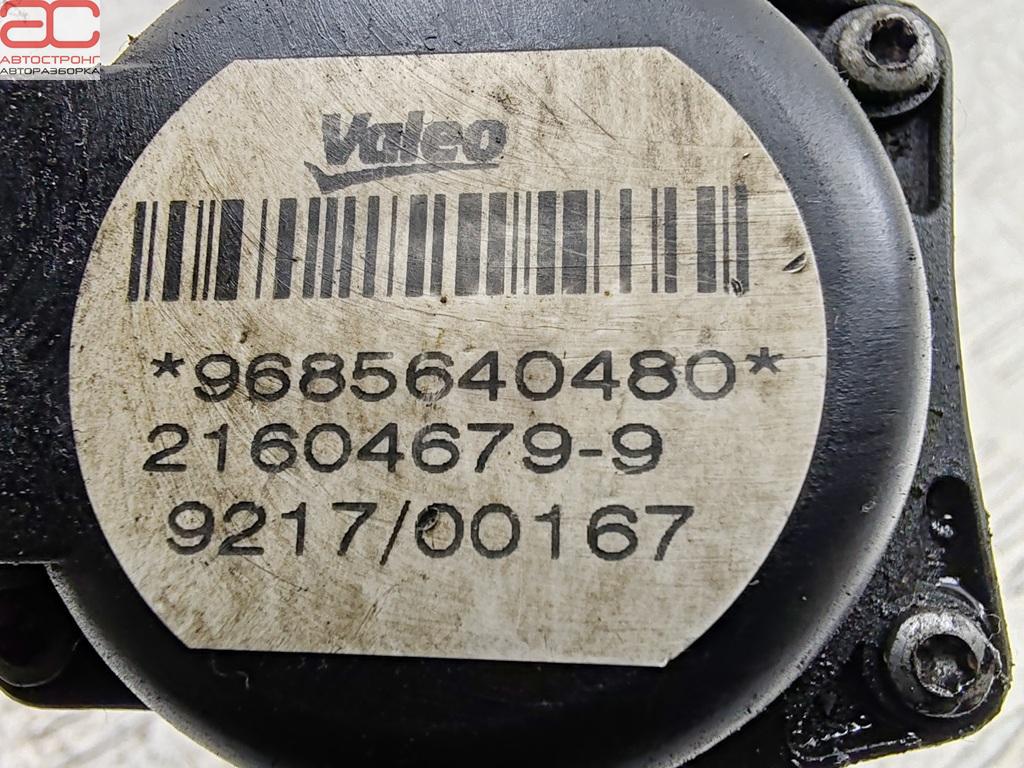 ас
АВТОСТРОНГ
АВТОРАЗБОРКА
Valeo
*9685640480*
21604679-9
9217/00167